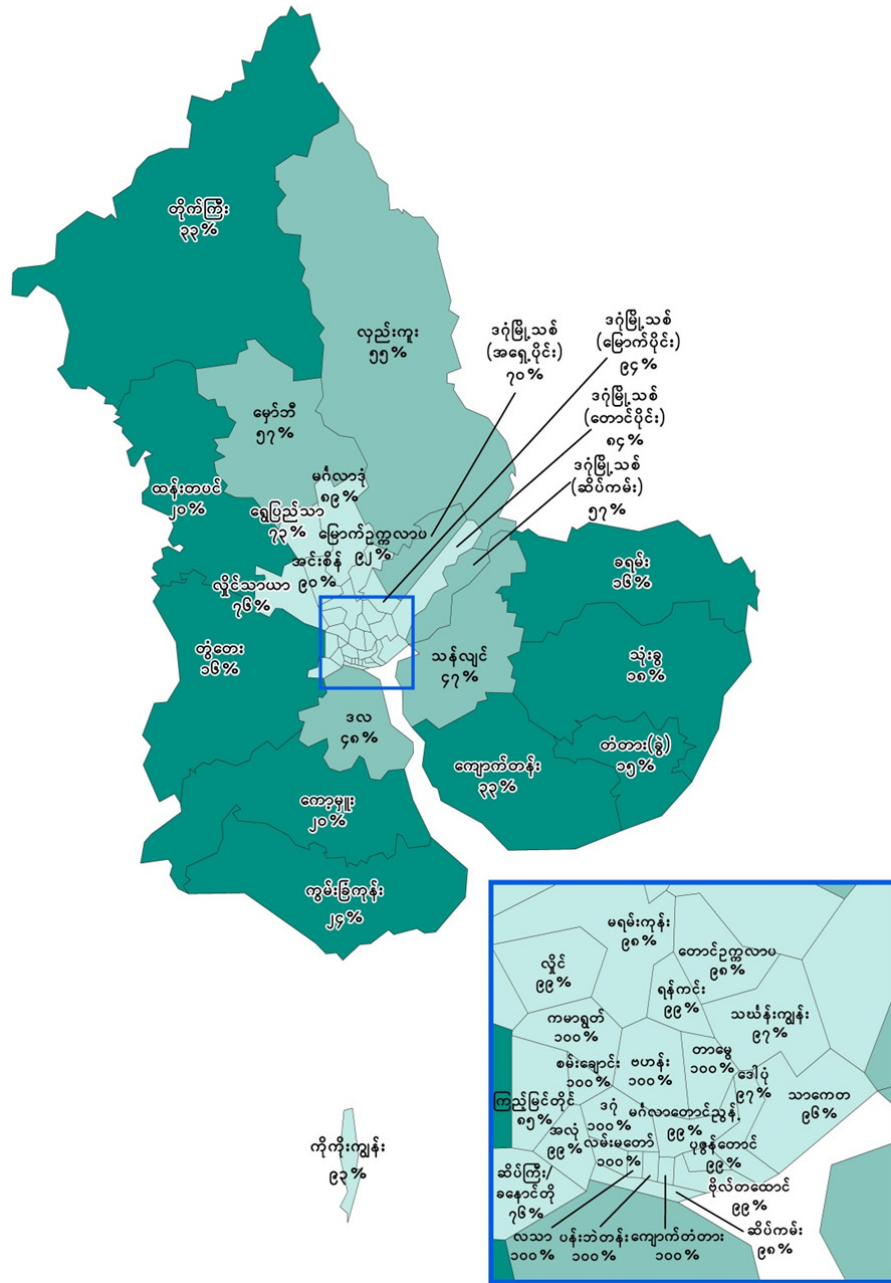 တိုက်ကြီး
၃၃%
လှည်းကူး
၅၅%
ဒဂုံမြို့သစ်
(အရှေ့ပိုင်း)
၇၀%
ဒဂုံမြို့သစ်
(မြောက်ပိုင်း)
၉၄%
ဒဂုံမြို့သစ်
(တောင်ပိုင်း)
၈၄%
ဒဂုံမြို့သစ်
(ဆိပ်ကမ်း)
၅၇%
မှော်ဘီ
၅၇%
မင်္ဂလာဒုံ
၈၉%
ထန်းတပင်
၂၀%
ရွှေပြည်သာ
၇၃%
မြောက်ဥက္ကလာပ
၉၂%
အင်းစိန်
၉၀%
လှိုင်သာယာ
၇၆%
ခရမ်း
၁၆%
တွံတေး
၁၆%
သန်လျင်
၄၇%
သုံးခွ
၁၈%
ဒလ
၄၈%
တံတား(ခွဲ)
၁၅%
ကျောက်တန်း
၃၃%
ကော့မှူး
၂၀%
ကွမ်းခြံကုန်း
၂၄%
ကိုကိုးကျွန်း
၉၃%
မရမ်းကုန်း
၉၈%
တောင်ဥက္ကလာပ
၉၈%
လှိုင်
၉၉%
ရန်ကင်း
၉၉%
သင်္ဃန်းကျွန်း
၉၇%
ကမာရွတ်
၁၀၀%
စမ်းချောင်း
၁၀၀%
ဗဟန်း
၁၀၀%
တာမွေ
၁၀၀%
ဒေါပုံ
၉၇%
သာကေတ
၉၆%
ကြည့်မြင်တိုင်
၈၅%
အလုံ
၉၉%
ဒဂုံ
၁၀၀%
မင်္ဂလာတောင်ညွန့်
၉၉%
လမ်းမတော်
၁၀၀%
ပုဇွန်တောင်
၉၉%
ဆိပ်ကြီး/
ခနောင်တို
၇၆%
ဗိုလ်တထောင်
၉၉%
လသာ
၁၀၀%
ပန်းဘဲတန်း
၁၀၀%
ကျောက်တံတား
၁၀၀%
ဆိပ်ကမ်း
၉၈%